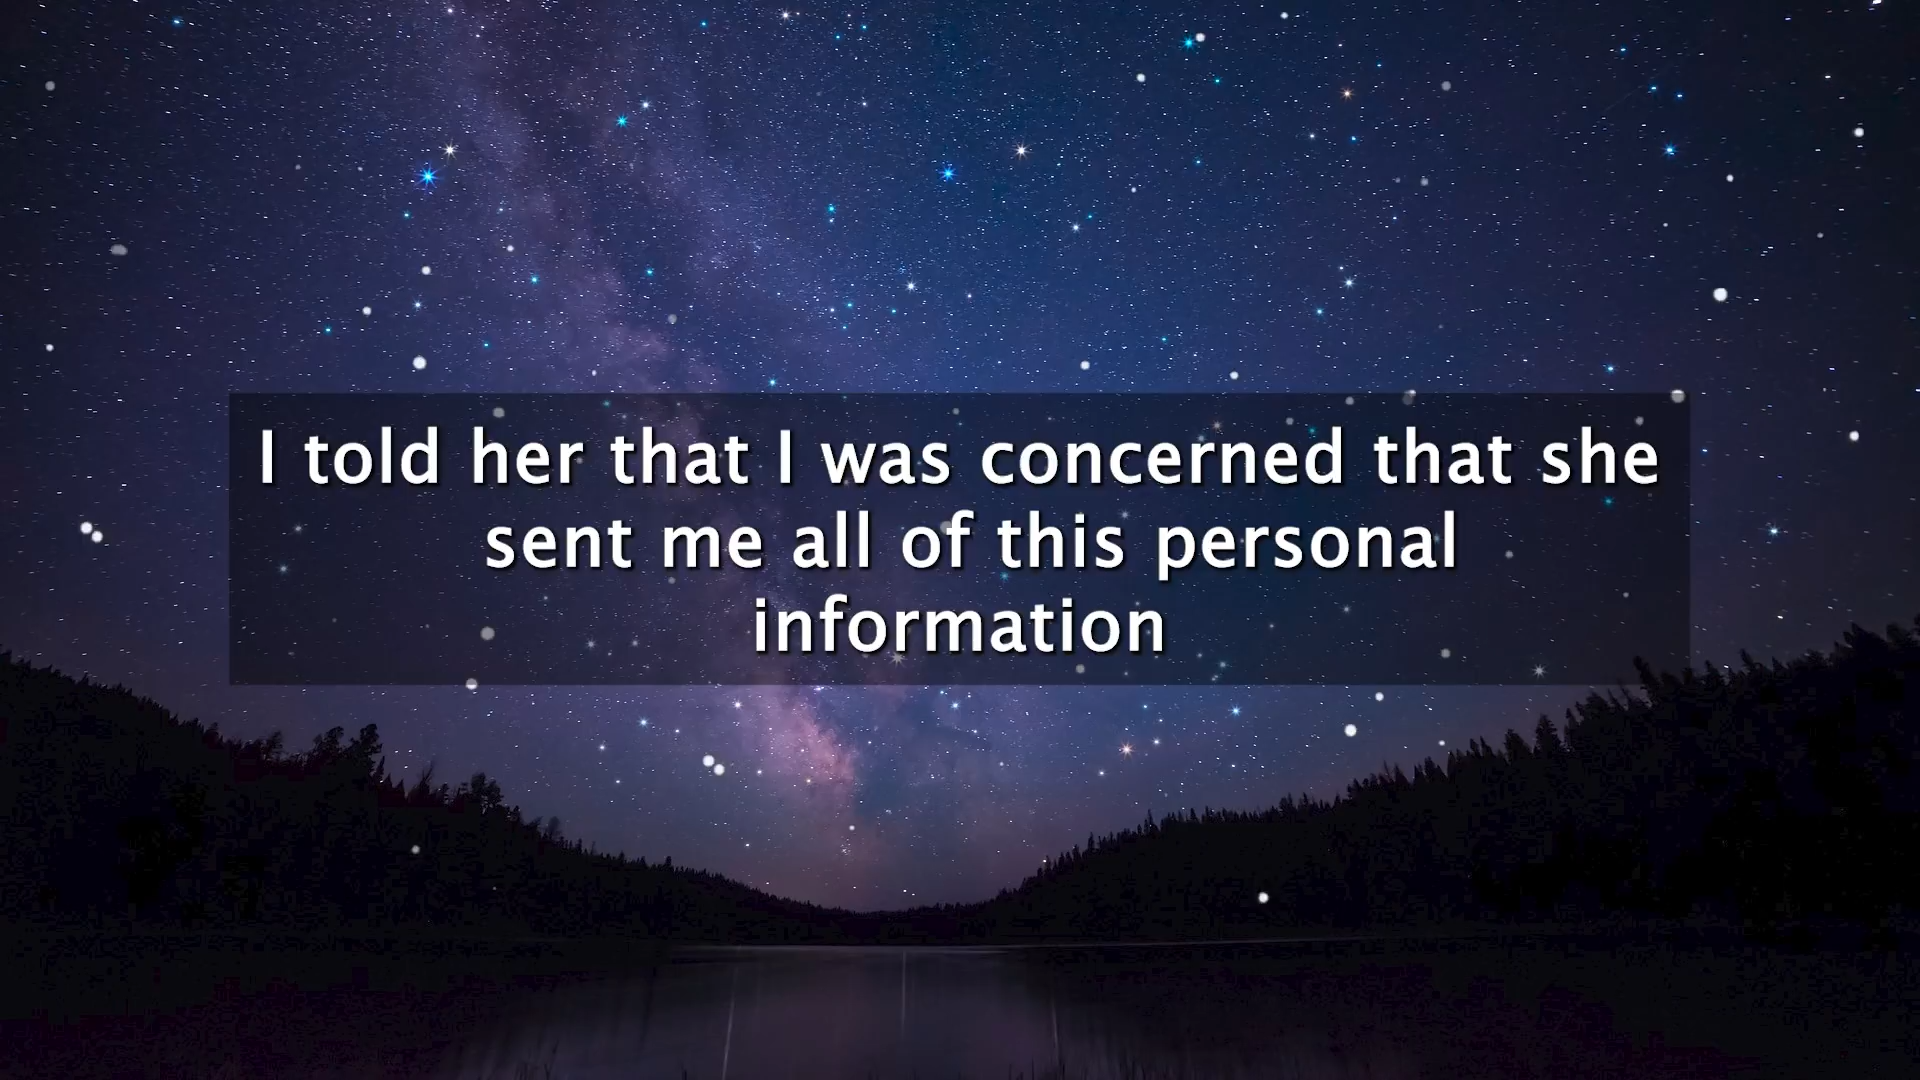 I told her that I was concerned that she
sent me all of this personal
information